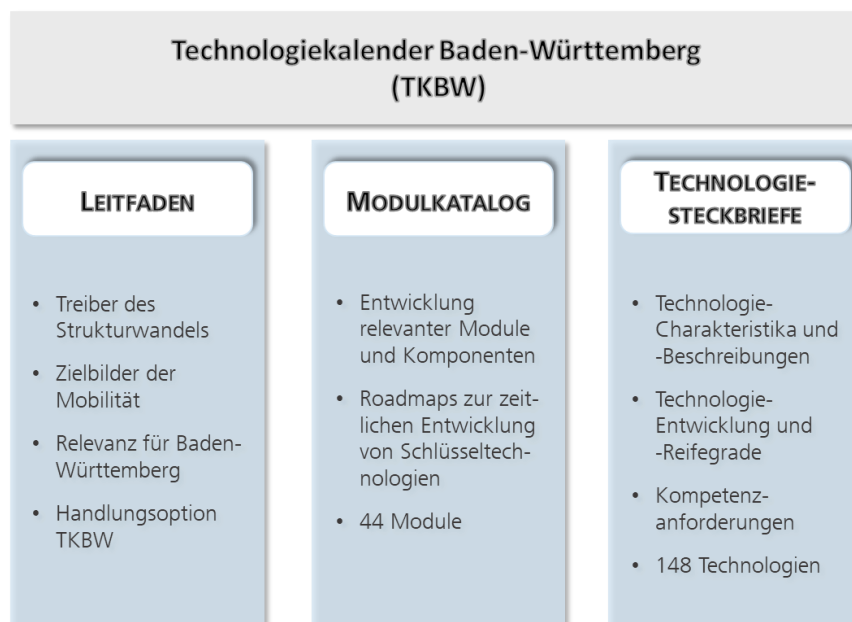 Technologiekalender Baden-Württemberg
(TKBW)
LEITFADEN
• Treiber des
Strukturwandels
• Zielbilder der
Mobilität
• Relevanz für Baden-
Württemberg
• Handlungsoption
TKBW
MODULKATALOG
• Entwicklung
relevanter Module
und Komponenten
• Roadmaps zur zeit-
lichen Entwicklung
von Schlüsseltech-
nologien
• 44 Module
TECHNOLOGIE-
STECKBRIEFE
• Technologie-
Charakteristika und
-Beschreibungen
• Technologie-
Entwicklung und
-Reifegrade
• Kompetenz-
anforderungen
• 148 Technologien